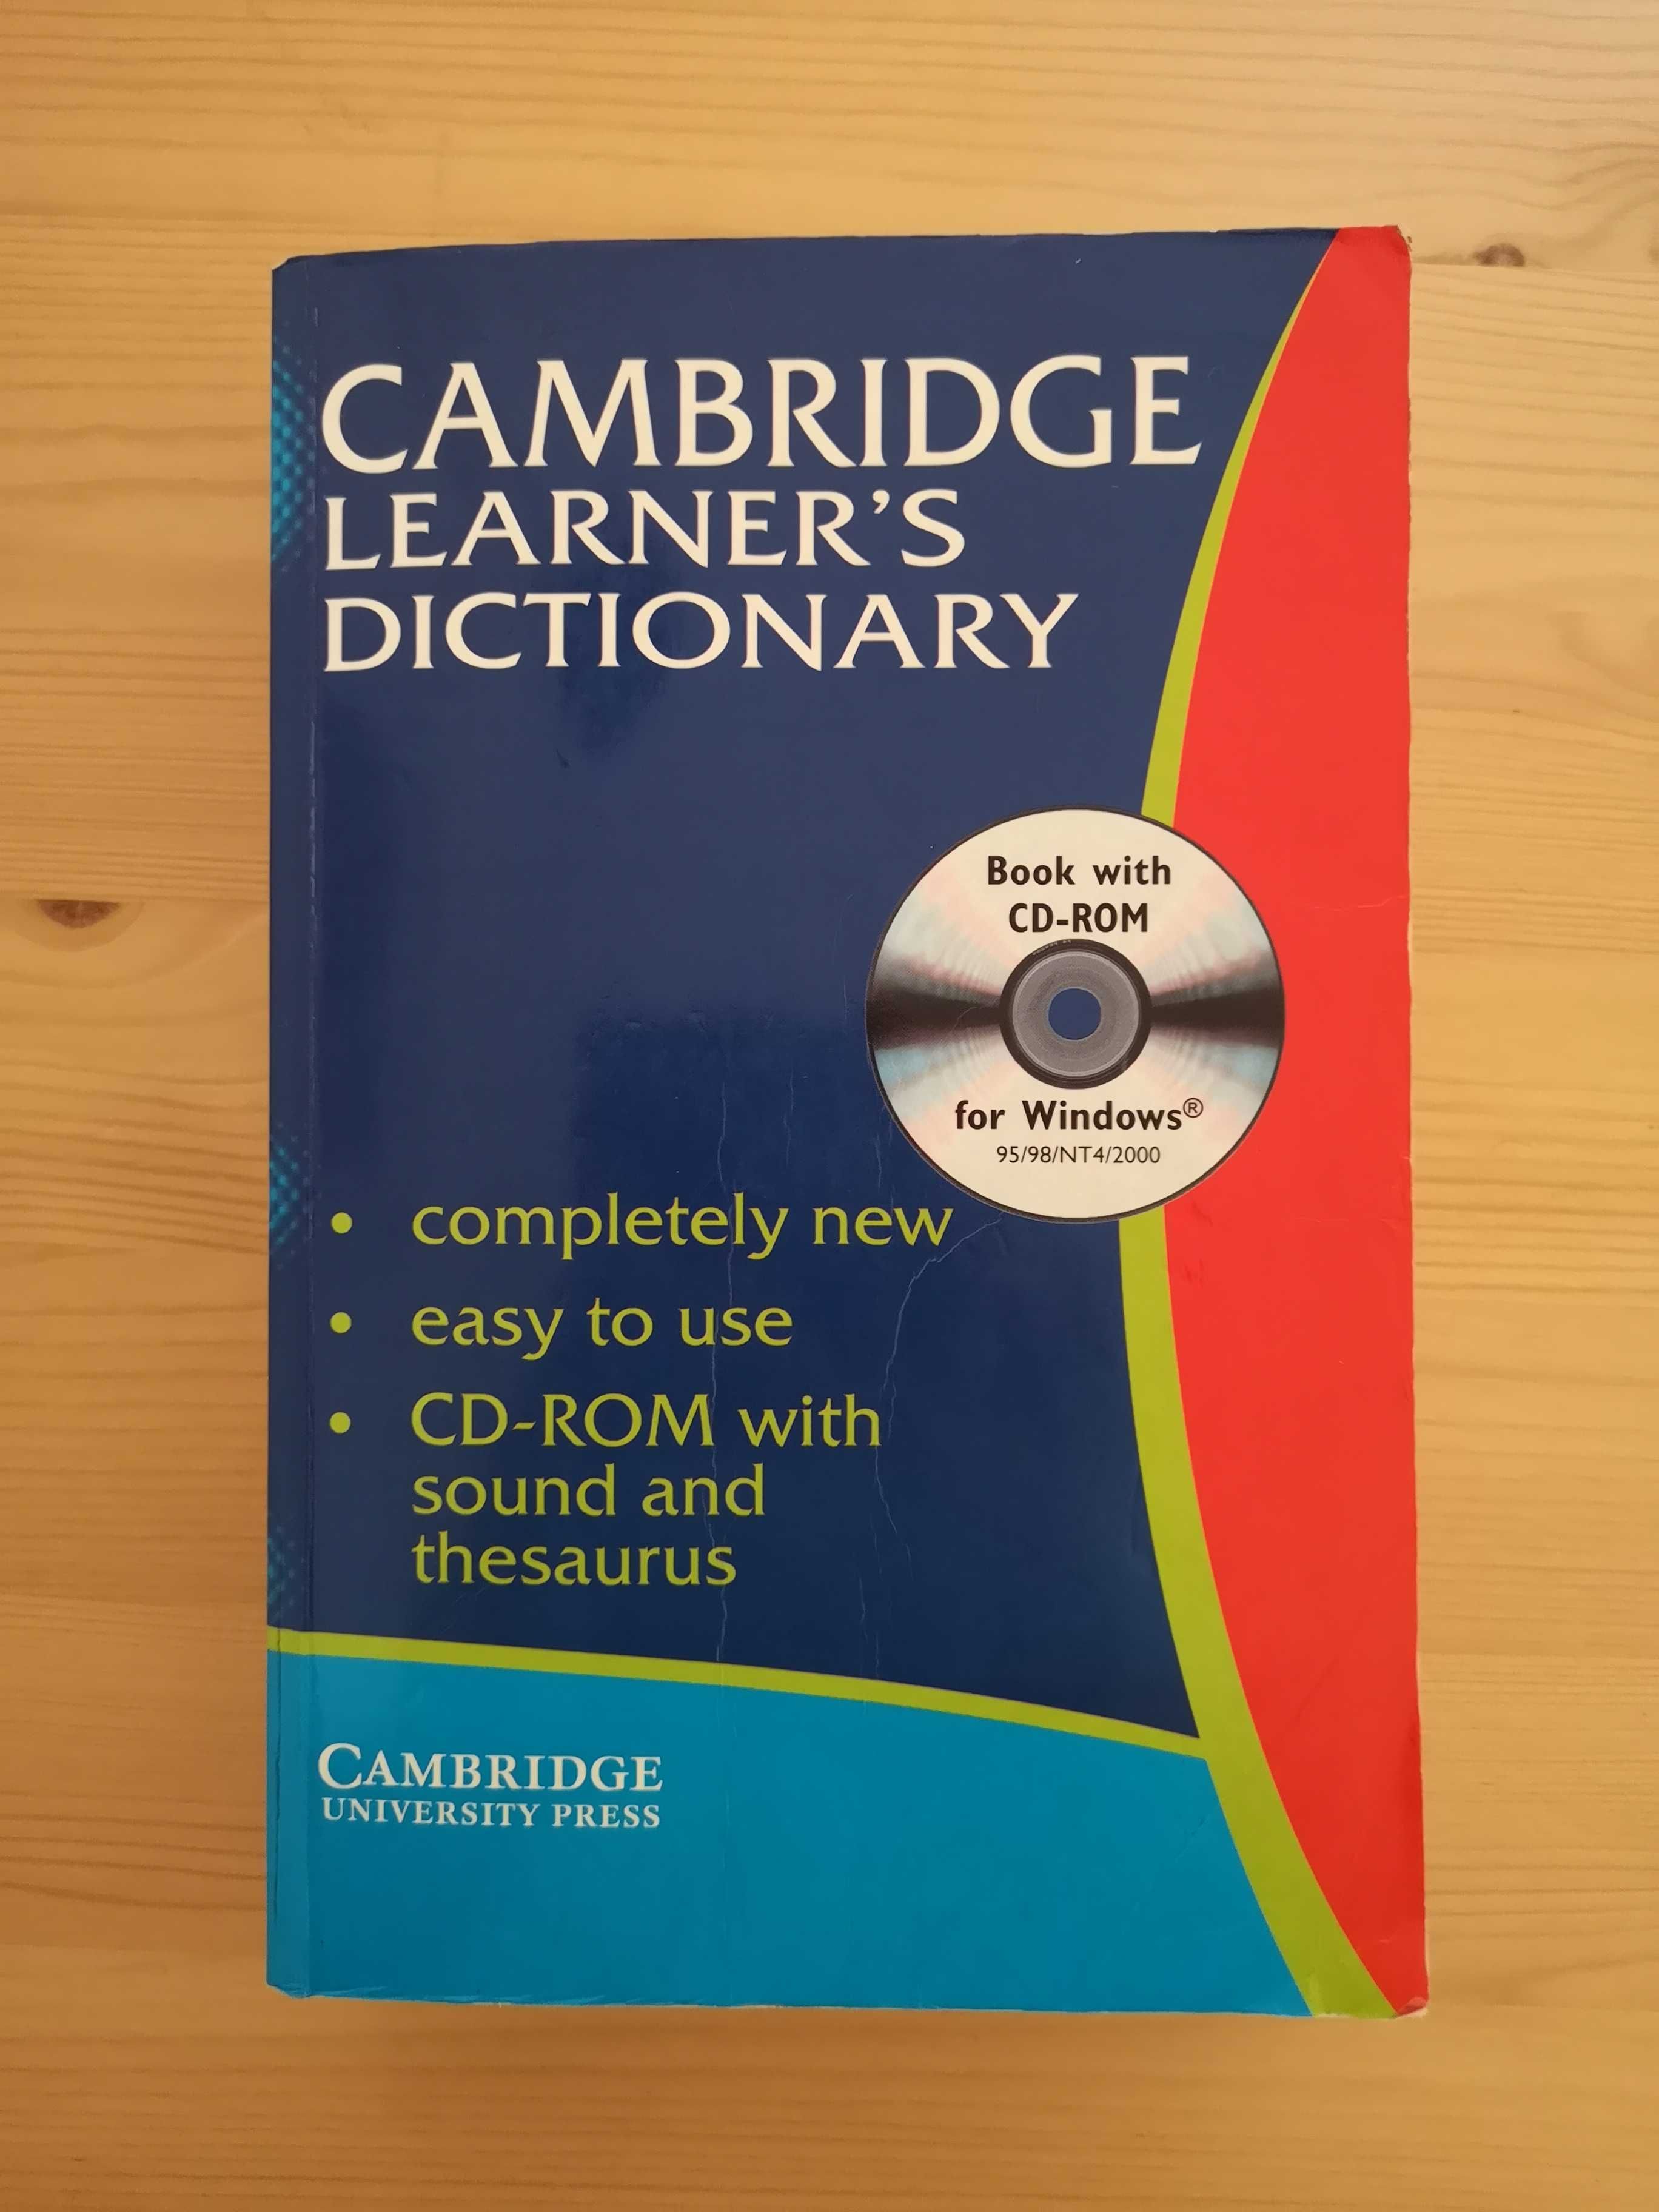 CAMBRIDGE
LEARNER'S
DICTIONARY
Book with
CD-ROM
for Windows®
95/98/NT4/2000
• completely new
• easy to use
• CD-ROM with
sound and
thesaurus
CAMBRIDGE
UNIVERSITY PRESS